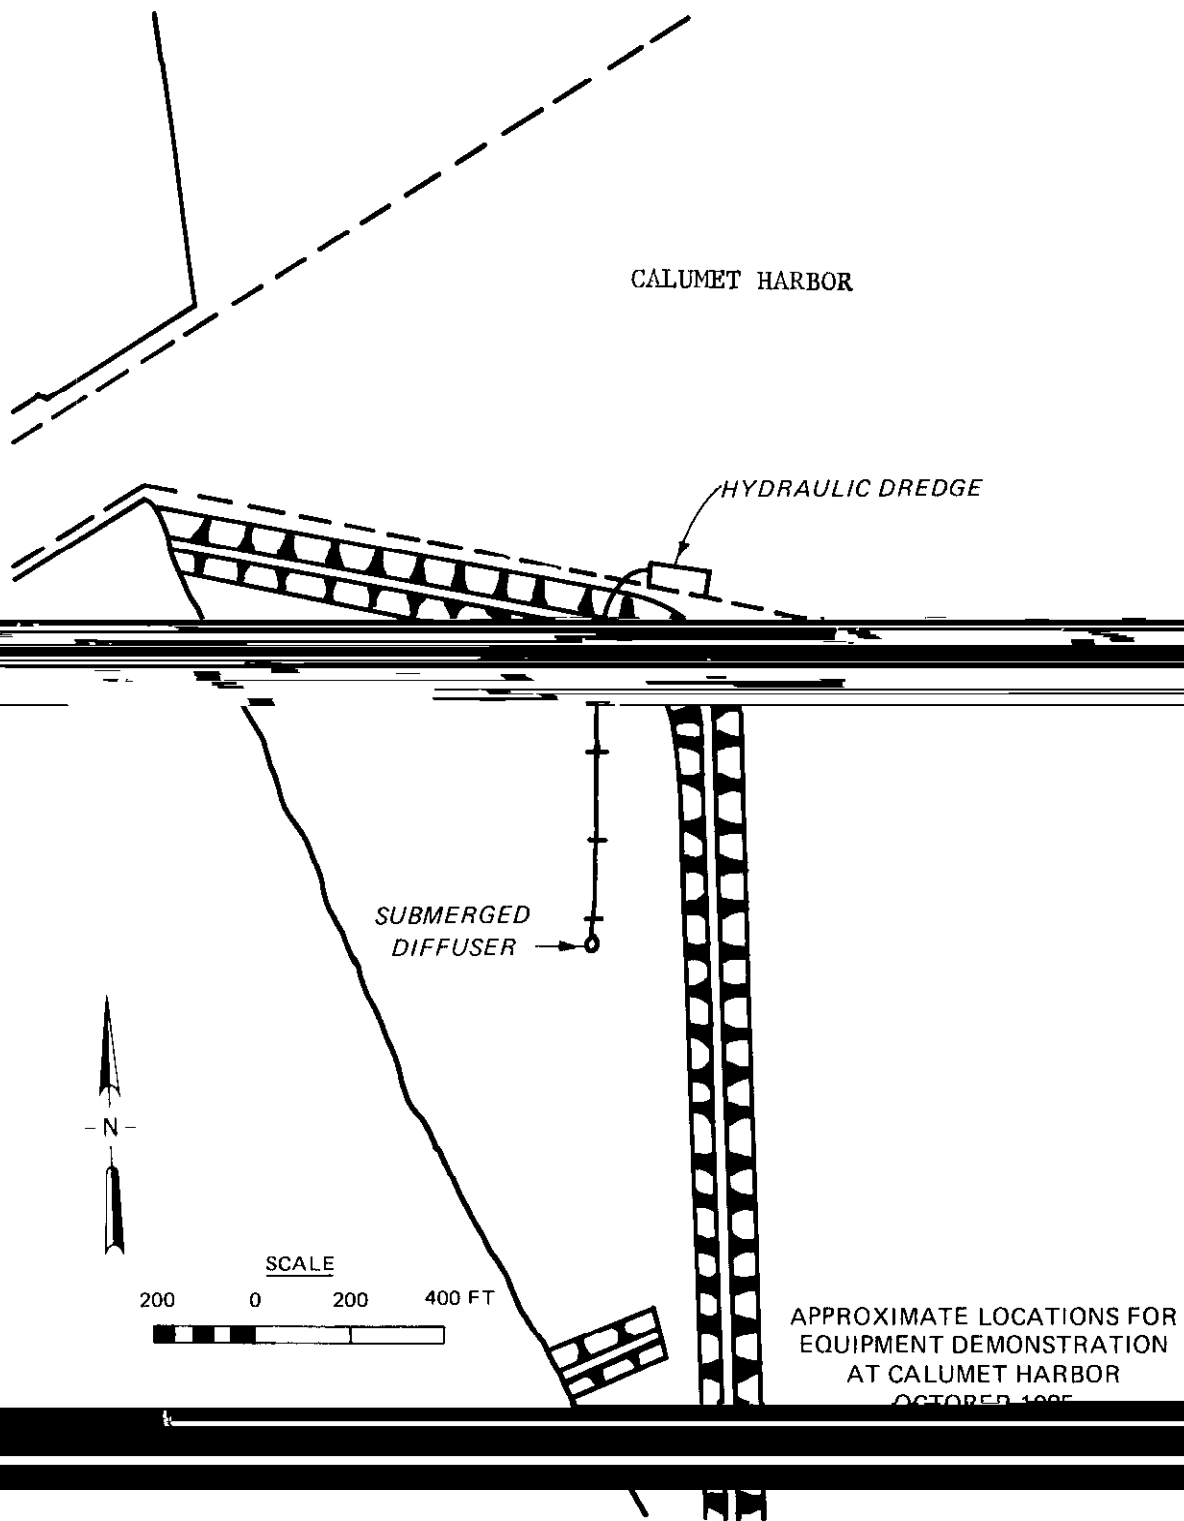 CALUMET HARBOR
HYDRAULIC DREDGE
SUBMERGED
DIFFUSER
- N -
SCALE
200 0 200 400 FT
APPROXIMATE LOCATIONS FOR
EQUIPMENT DEMONSTRATION
AT CALUMET HARBOR
OCTOBER